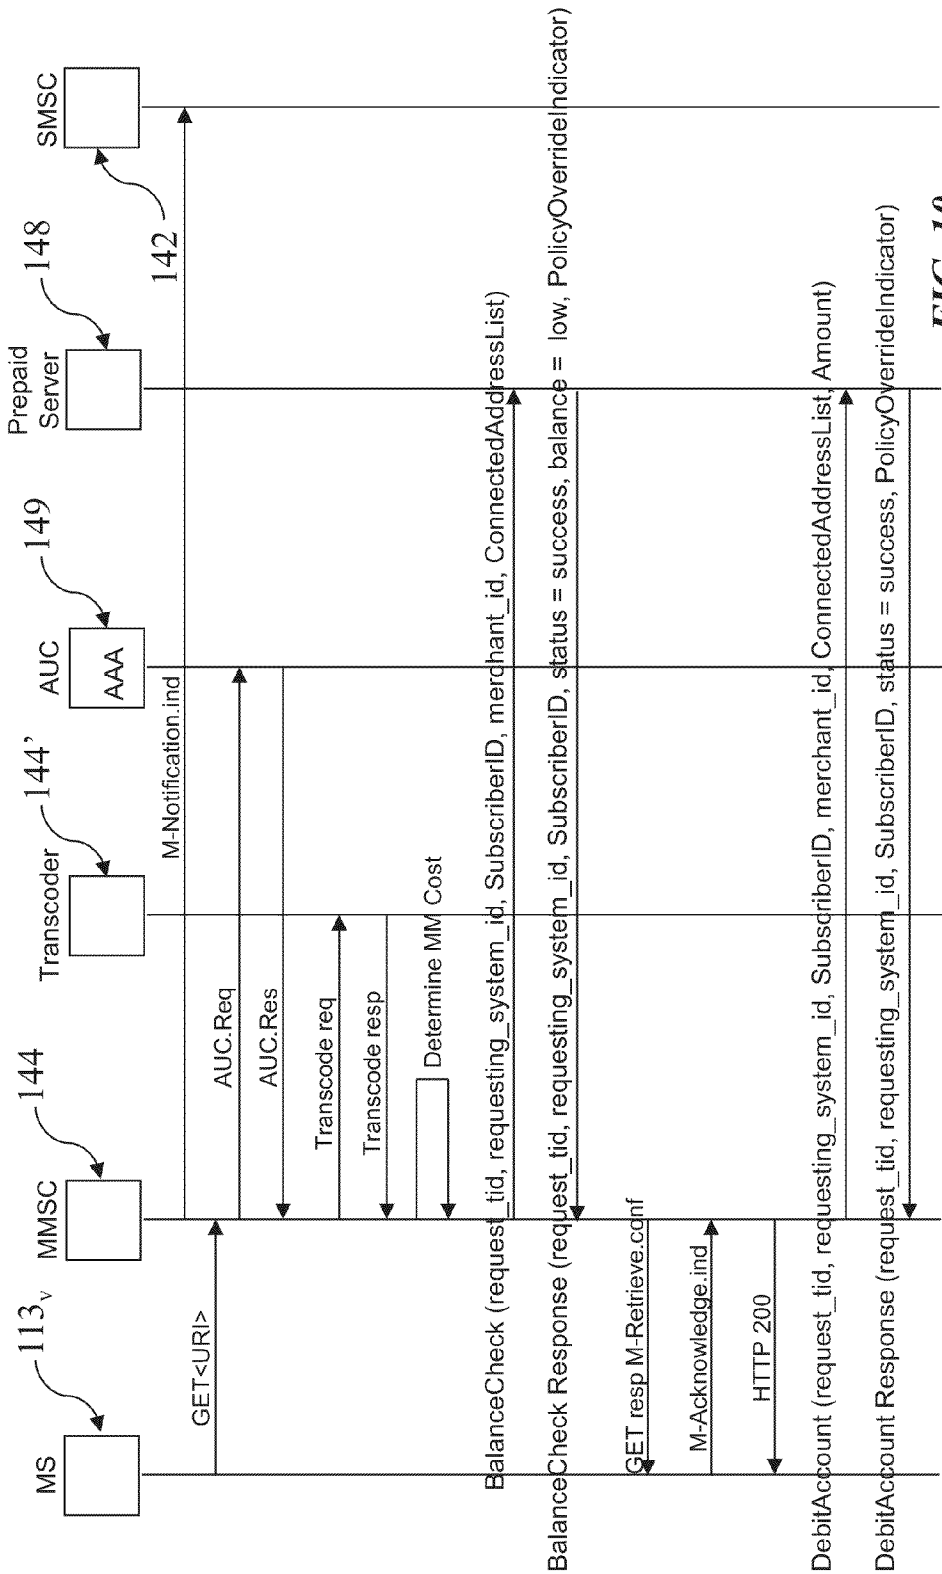 MS
113v
MMSC
144
Transcoder
144’
AUC
AAA
149
Prepaid
Server
148
SMSC
142
M-Notification.ind
GET<URI>
AUC.Req
AUC.Res
Transcode req
Transcode resp
Determine MM Cost
BalanceCheck (request_tid, requesting_system_id, SubscriberID, merchant_id, ConnectedAddressList)
BalanceCheck Response (request_tid, requesting_system_id, SubscriberID, status = success, balance = low, PolicyOverrideIndicator)
GET resp M-Retrieve.conf
M-Acknowledge.ind
HTTP 200
DebitAccount (request_tid, requesting_system_id, SubscriberID, merchant_id, ConnectedAddressList, Amount)
DebitAccount Response (request_tid, requesting_system_id, SubscriberID, status = success, PolicyOverrideIndicator)